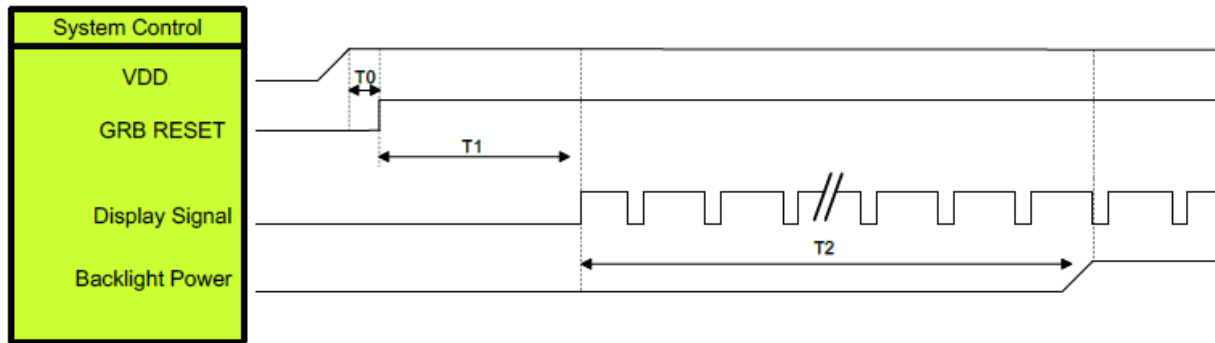 System Control
VDD
T0
GRB RESET
T1
Display Signal
T2
Backlight Power